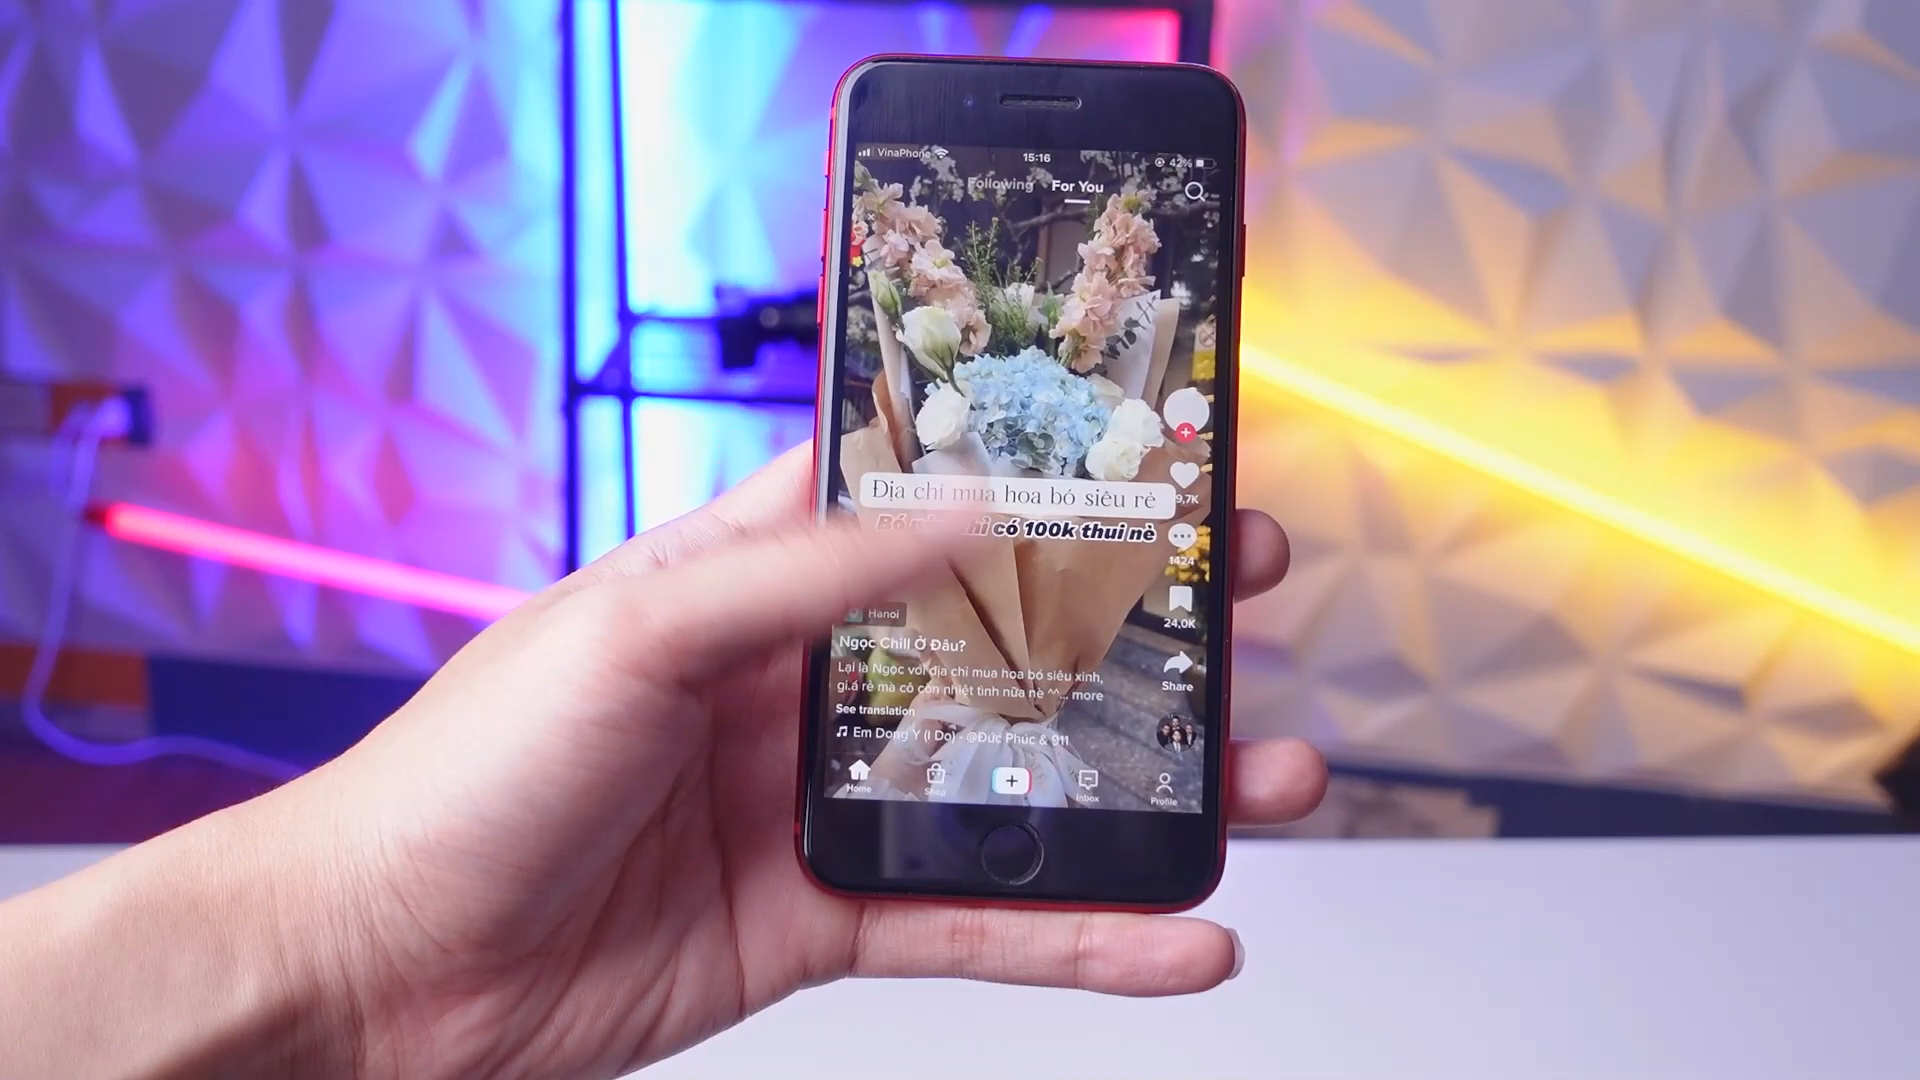 VinaPhone
15:16
42%
Following
For You
Địa chỉ mua hoa bó siêu rẻ
có 100k thui nè
9,7K
1424
24,0K
Share
Hanoi
Ngọc Chill Ở Đâu?
Lại là Ngọc với địa chỉ mua hoa bó siêu xinh,
gi.á rẻ mà cô còn nhiệt tình nữa nè ^^... more
See translation
Em Đồng Ý (I Do) - @Đức Phúc & 911
Home
Shop
Inbox
Profile